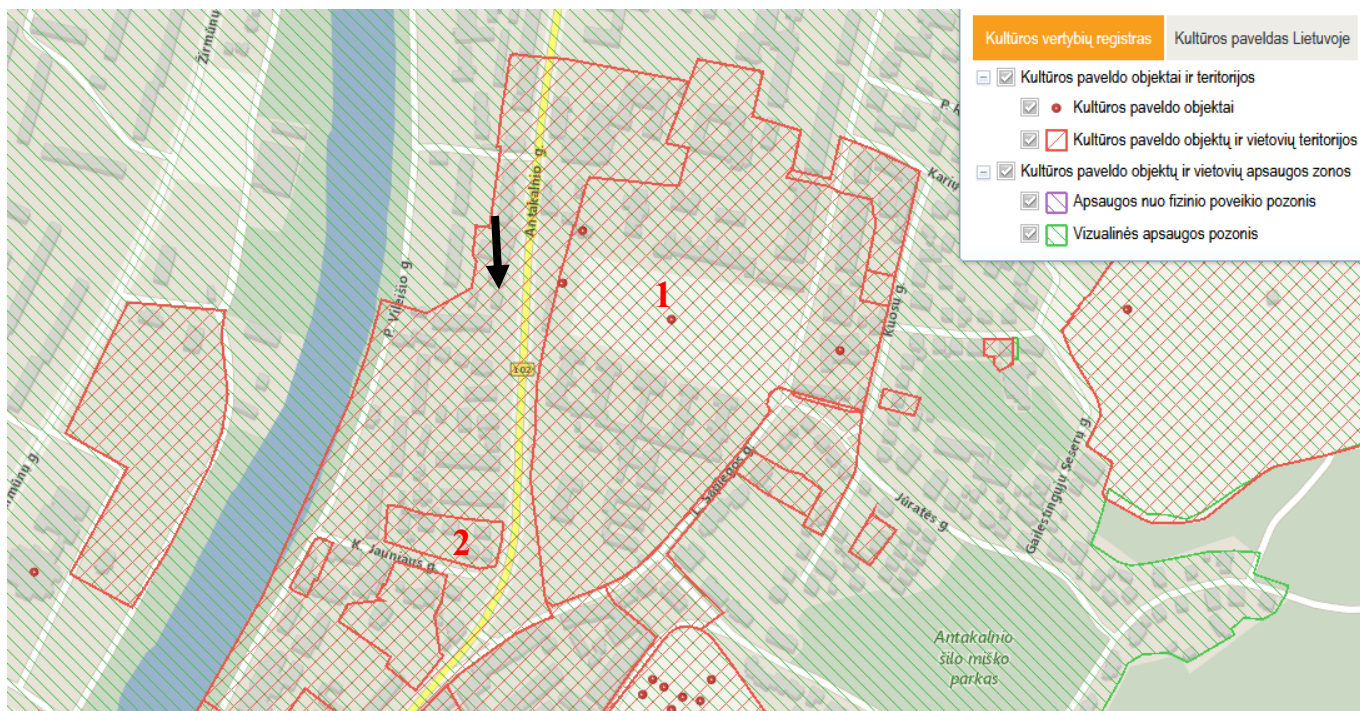 Kultūros vertybių registras
Kultūros paveldas Lietuvoje
Kultūros paveldo objektai ir teritorijos
Kultūros paveldo objektai
Kultūros paveldo objektų ir vietovių teritorijos
Kultūros paveldo objektų ir vietovių apsaugos zonos
Apsaugos nuo fizinio poveikio pozonis
Vizualinės apsaugos pozonis
Žirmūnų
P. Vileišio g.
Antakalnio g.
P.
Kariu
Kuosų g.
1
102
2
K. Jauniaus g.
L. Sapiegos g.
Jūratės g.
Gailestingųjų Seserų g.
rmūnų g.
Antakalnio
šilo miško
parkas